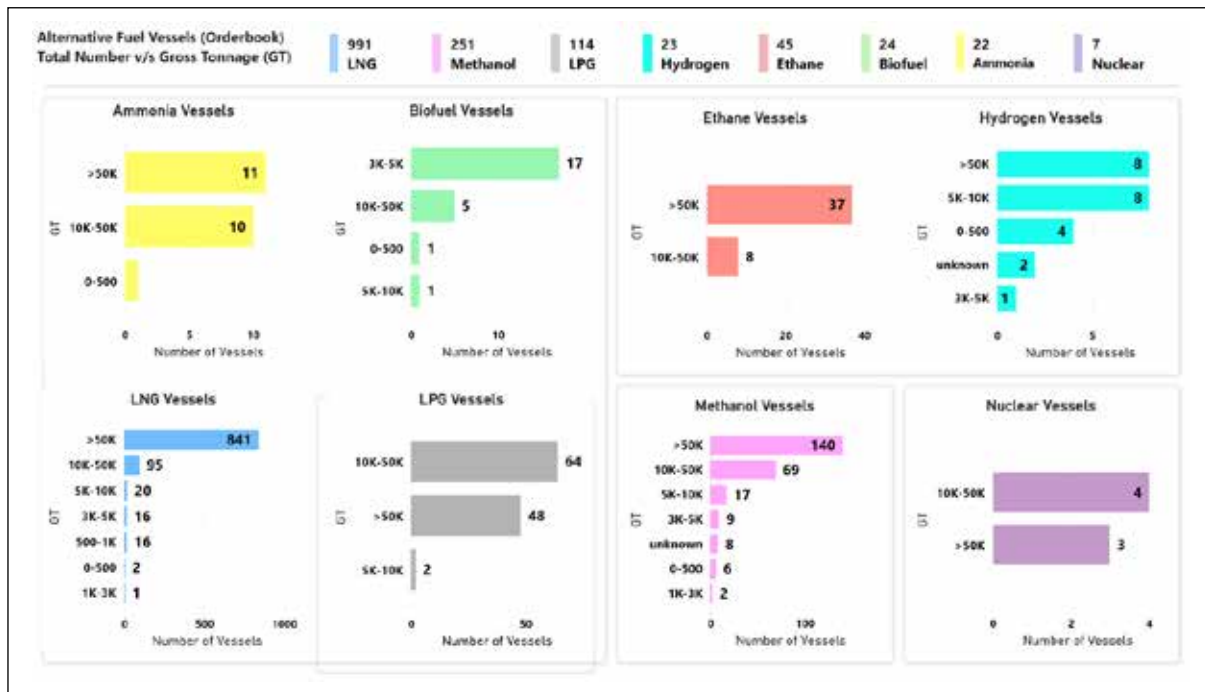 Alternative Fuel Vessels (Orderbook)
Total Number v/s Gross Tonnage (GT)
991
LNG
251
Methanol
114
LPG
23
Hydrogen
45
Ethane
24
Biofuel
22
Ammonia
7
Nuclear
Ammonia Vessels
GT
>50K 11
10K-50K 10
0-500
0 5 10
Number of Vessels
Biofuel Vessels
GT
3K-5K 17
10K-50K 5
0-500 1
5K-10K 1
0 10
Number of Vessels
Ethane Vessels
GT
>50K 37
10K-50K 8
0 20 40
Number of Vessels
Hydrogen Vessels
GT
>50K 8
5K-10K 8
0-500 4
unknown 2
3K-5K 1
0 5
Number of Vessels
LNG Vessels
GT
>50K 841
10K-50K 95
5K-10K 20
3K-5K 16
500-1K 16
0-500 2
1K-3K 1
0 500 1000
Number of Vessels
LPG Vessels
GT
10K-50K 64
>50K 48
5K-10K 2
0 50
Number of Vessels
Methanol Vessels
GT
>50K 140
10K-50K 69
5K-10K 17
3K-5K 9
unknown 8
0-500 6
1K-3K 2
0 100
Number of Vessels
Nuclear Vessels
GT
10K-50K 4
>50K 3
0 2 4
Number of Vessels